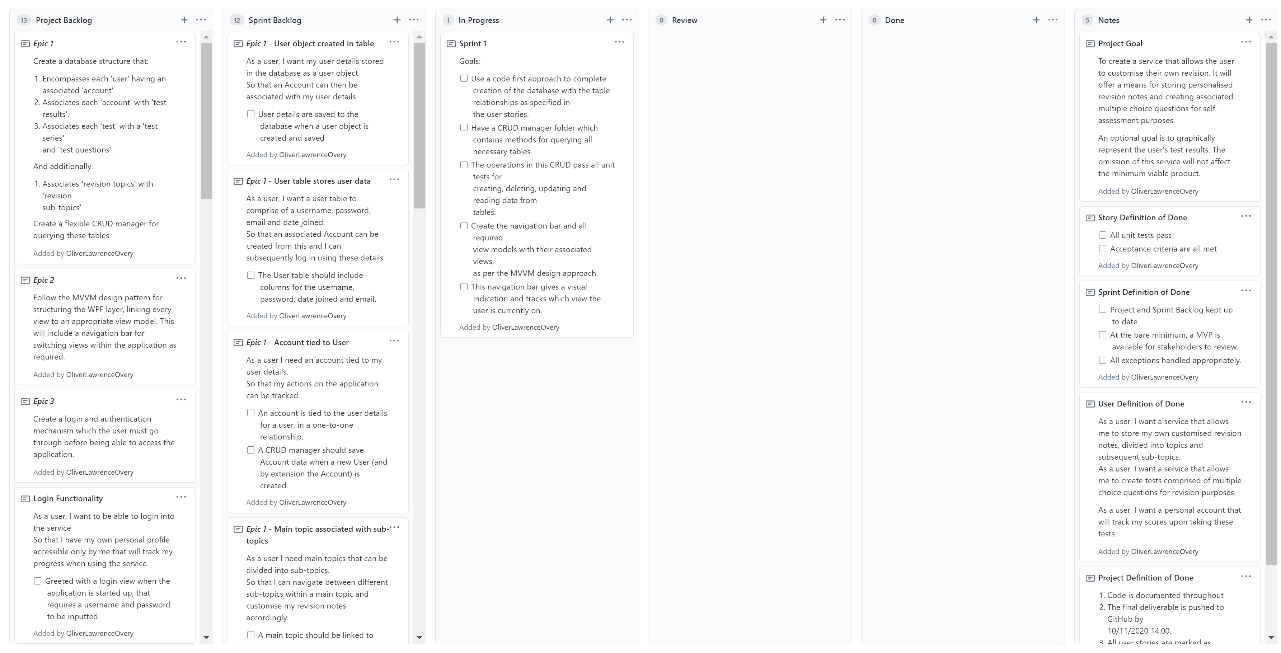 13 Project Backlog
Epic 1
Create a database structure that:
1. Encompasses each 'user' having an
associated 'account'.
2. Associates each 'account' with 'test
results'.
3. Associates each 'test' with a 'test
series'
and 'test questions'.
And additionally
1. Associates 'revision topics' with
'revision
sub-topics'
Create a flexible CRUD manager for
querying these tables.
Added by OliverLawrenceOvery
Epic 2
Follow the MVVM design pattern for
structuring the WPF layer, linking every
view to an appropriate view model. This
will include a navigation bar for
switching views within the application as
required.
Added by OliverLawrenceOvery
Epic 3
Create a login and authentication
mechanism which the user must go
through before being able to access the
application.
Added by OliverLawrenceOvery
Login Functionality
As a user, I want to be able to login into
the service
So that I have my own personal profile
accessible only by me that will track my
progress when using the service.
Greeted with a login view when the
application is started up, that
requires a username and password
to be inputted.
Added by OliverLawrenceOvery
12 Sprint Backlog
Epic 1 - User object created in table
As a user, I want my user details stored
in the database as a user object
So that an Account can then be
associated with my user details
User details are saved to the
database when a user object is
created and saved
Added by OliverLawrenceOvery
Epic 1 - User table stores user data
As a user, I want a user table to
comprise of a username, password,
email and date joined.
So that an associated Account can be
created from this and I can
subsequently log in using these details
The User table should include
columns for the username,
password, date joined and email.
Added by OliverLawrenceOvery
Epic 1 - Account tied to User
As a user I need an account tied to my
user details.
So that my actions on the application
can be tracked.
An account is tied to the user details
for a user, in a one-to-one
relationship.
A CRUD manager should save
Account data when a new User (and
by extension the Account) is
created.
Added by OliverLawrenceOvery
Epic 1 - Main topic associated with sub-
topics
As a user I need main topics that can be
divided into sub-topics.
So that I can navigate between different
sub-topics within a main topic and
customise my revision notes
accordingly
A main topic should be linked to
1 In Progress
Sprint 1
Goals:
Use a code first approach to complete
creation of the database with the table
relationships as specified in
the user stories.
Have a CRUD manager folder which
contains methods for querying all
necessary tables.
The operations in this CRUD pass all unit
tests for
creating, deleting, updating and
reading data from
tables.
Create the navigation bar and all
required
view models with their associated
views,
as per the MVVM design approach.
This navigation bar gives a visual
indication and tracks which view the
user is currently on.
Added by OliverLawrenceOvery
0 Review
0 Done
5 Notes
Project Goal
To create a service that allows the user
to customise their own revision. It will
offer a means for storing personalised
revision notes and creating associated
multiple choice questions for self
assessment purposes.
An optional goal is to graphically
represent the user's test results. The
omission of this service will not affect
the minimum viable product.
Added by OliverLawrenceOvery
Story Definition of Done
All unit tests pass
Acceptance criteria are all met
Added by OliverLawrenceOvery
Sprint Definition of Done
Project and Sprint Backlog kept up
to date
At the bare minimum, a MVP is
available for stakeholders to review.
All exceptions handled appropriately.
Added by OliverLawrenceOvery
User Definition of Done
As a user, I want a service that allows
me to store my own customised revision
notes, divided into topics and
subsequent sub-topics.
As a user, I want a service that allows
me to create tests comprised of multiple
choice questions for revision purposes.
As a user, I want a personal account that
will track my scores upon taking these
tests.
Added by OliverLawrenceOvery
Project Definition of Done
1. Code is documented throughout
2. The final deliverable is pushed to
GitHub by
10/11/2020 14:00.
3. All user stories are marked as